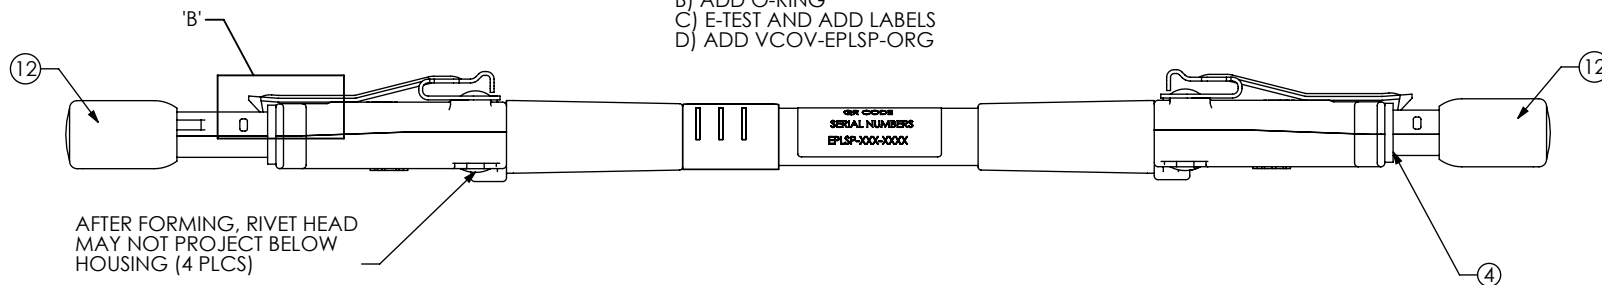 B) ADD O-RING
C) E-TEST AND ADD LABELS
D) ADD VCOV-EPLSP-ORG
'B'
12
12
QR CODE
SERIAL NUMBERS
EPLSP-XXX-XXXX
AFTER FORMING, RIVET HEAD
MAY NOT PROJECT BELOW
HOUSING (4 PLCS)
4